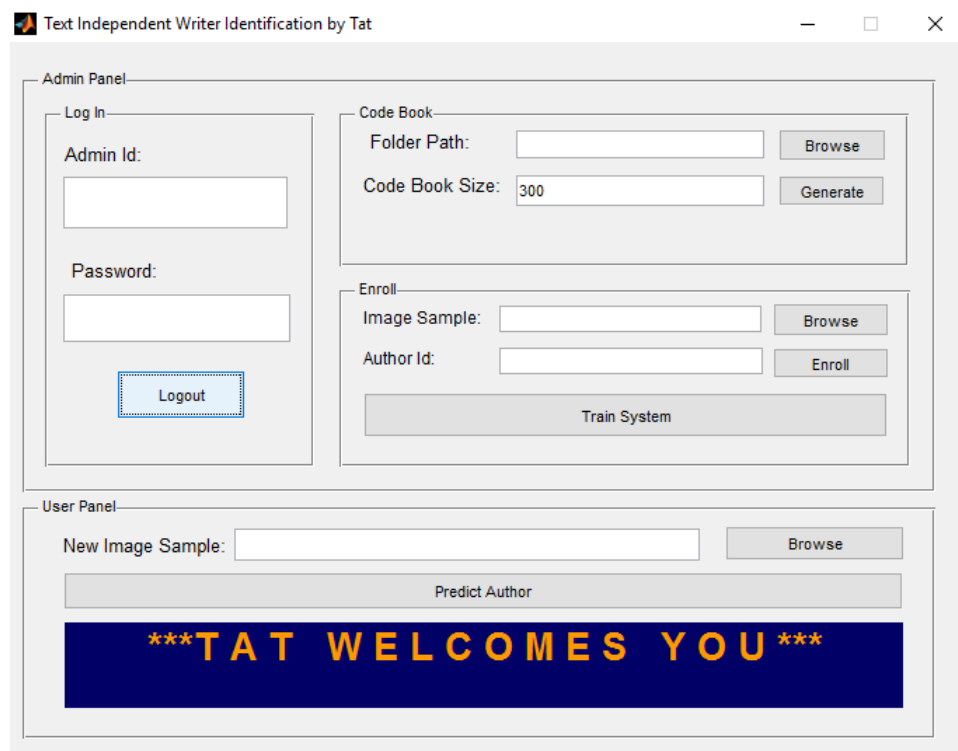 Text Independent Writer Identification by Tat
Admin Panel
Log In
Admin Id:
Password:
Logout
Code Book
Folder Path:
Browse
Code Book Size:
300
Generate
Enroll
Image Sample:
Browse
Author Id:
Enroll
Train System
User Panel
New Image Sample:
Browse
Predict Author
***TAT WELCOMES YOU***